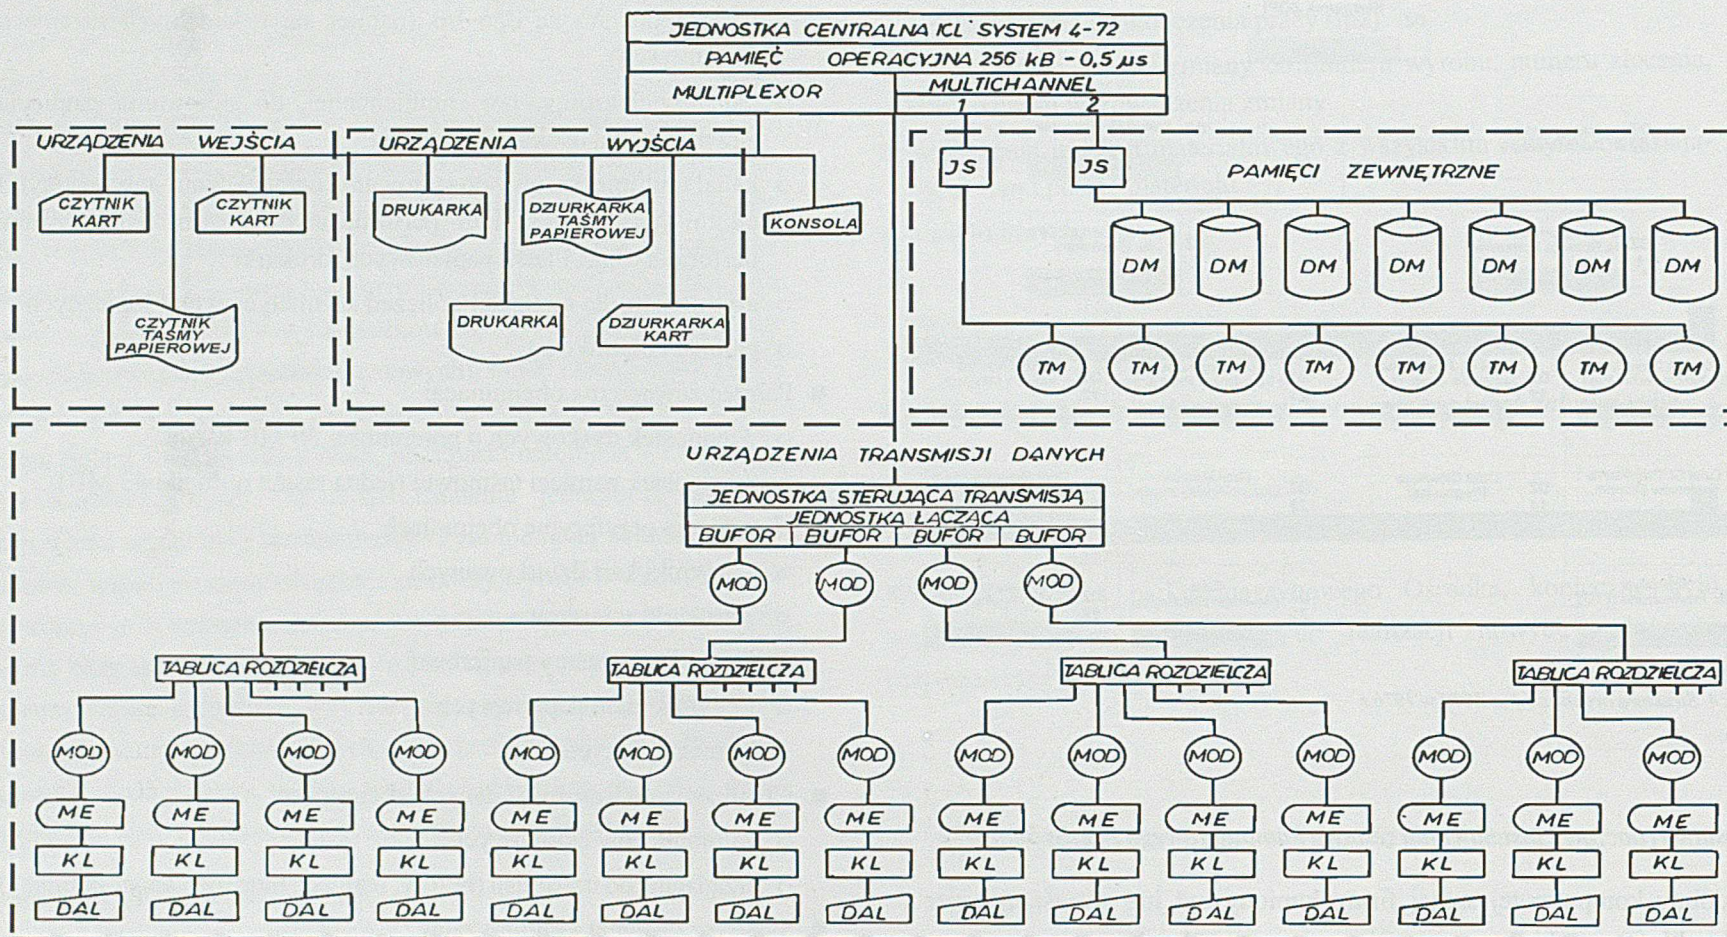 JEDNOSTKA CENTRALNA ICL SYSTEM 4-72
PAMIĘĆ OPERACYJNA 256 kB - 0,5 µs
MULTIPLEXOR
MULTICHANNEL
1 2
URZĄDZENIA WEJŚCIA
CZYTNIK
KART
CZYTNIK
KART
CZYTNIK
TAŚMY
PAPIEROWEJ
URZĄDZENIA WYJŚCIA
DRUKARKA
DZIURKARKA
TAŚMY
PAPIEROWEJ
DRUKARKA
DZIURKARKA
KART
KONSOLA
JS JS
PAMIĘCI ZEWNĘTRZNE
DM DM DM DM DM DM DM
TM TM TM TM TM TM TM TM
URZĄDZENIA TRANSMISJI DANYCH
JEDNOSTKA STERUJĄCA TRANSMISJĄ
JEDNOSTKA ŁĄCZĄCA
BUFOR BUFOR BUFOR BUFOR
MOD MOD MOD MOD
TABLICA ROZDZIELCZA TABLICA ROZDZIELCZA TABLICA ROZDZIELCZA TABLICA ROZDZIELCZA
MOD MOD MOD MOD MOD MOD MOD MOD MOD MOD MOD MOD MOD MOD MOD
ME ME ME ME ME ME ME ME ME ME ME ME ME ME ME
KL KL KL KL KL KL KL KL KL KL KL KL KL KL KL
DAL DAL DAL DAL DAL DAL DAL DAL DAL DAL DAL DAL DAL DAL DAL